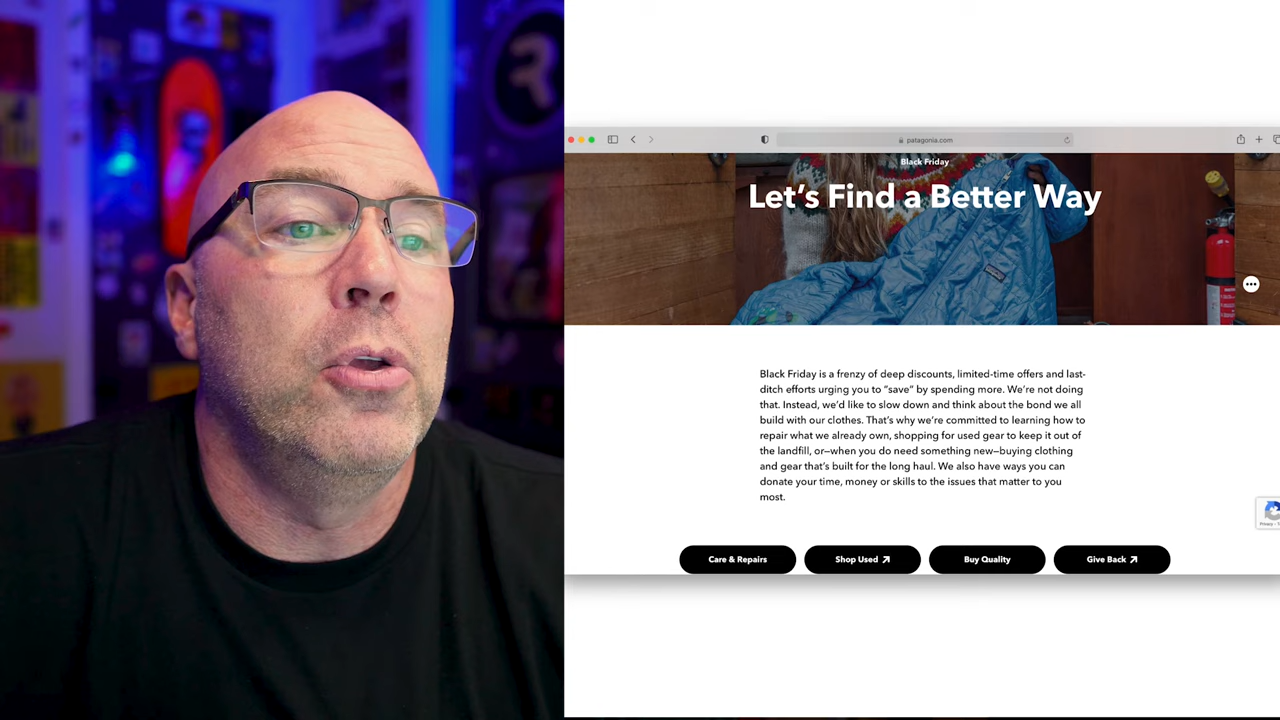 patagonia.com
Black Friday
Let's Find a Better Way
Black Friday is a frenzy of deep discounts, limited-time offers and last-
ditch efforts urging you to “save” by spending more. We're not doing
that. Instead, we'd like to slow down and think about the bond we all
build with our clothes. That's why we're committed to learning how to
repair what we already own, shopping for used gear to keep it out of
the landfill, or—when you do need something new—buying clothing
and gear that's built for the long haul. We also have ways you can
donate your time, money or skills to the issues that matter to you
most.
Care & Repairs
Shop Used
Buy Quality
Give Back